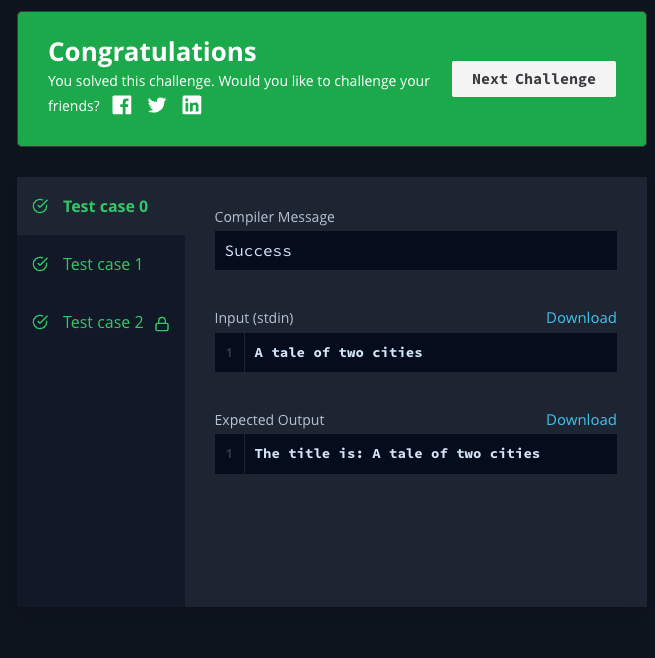 Congratulations
You solved this challenge. Would you like to challenge your
friends?
Next Challenge
Test case 0
Test case 1
Test case 2
Compiler Message
Success
Input (stdin)
Download
1
A tale of two cities
Expected Output
Download
1
The title is: A tale of two cities